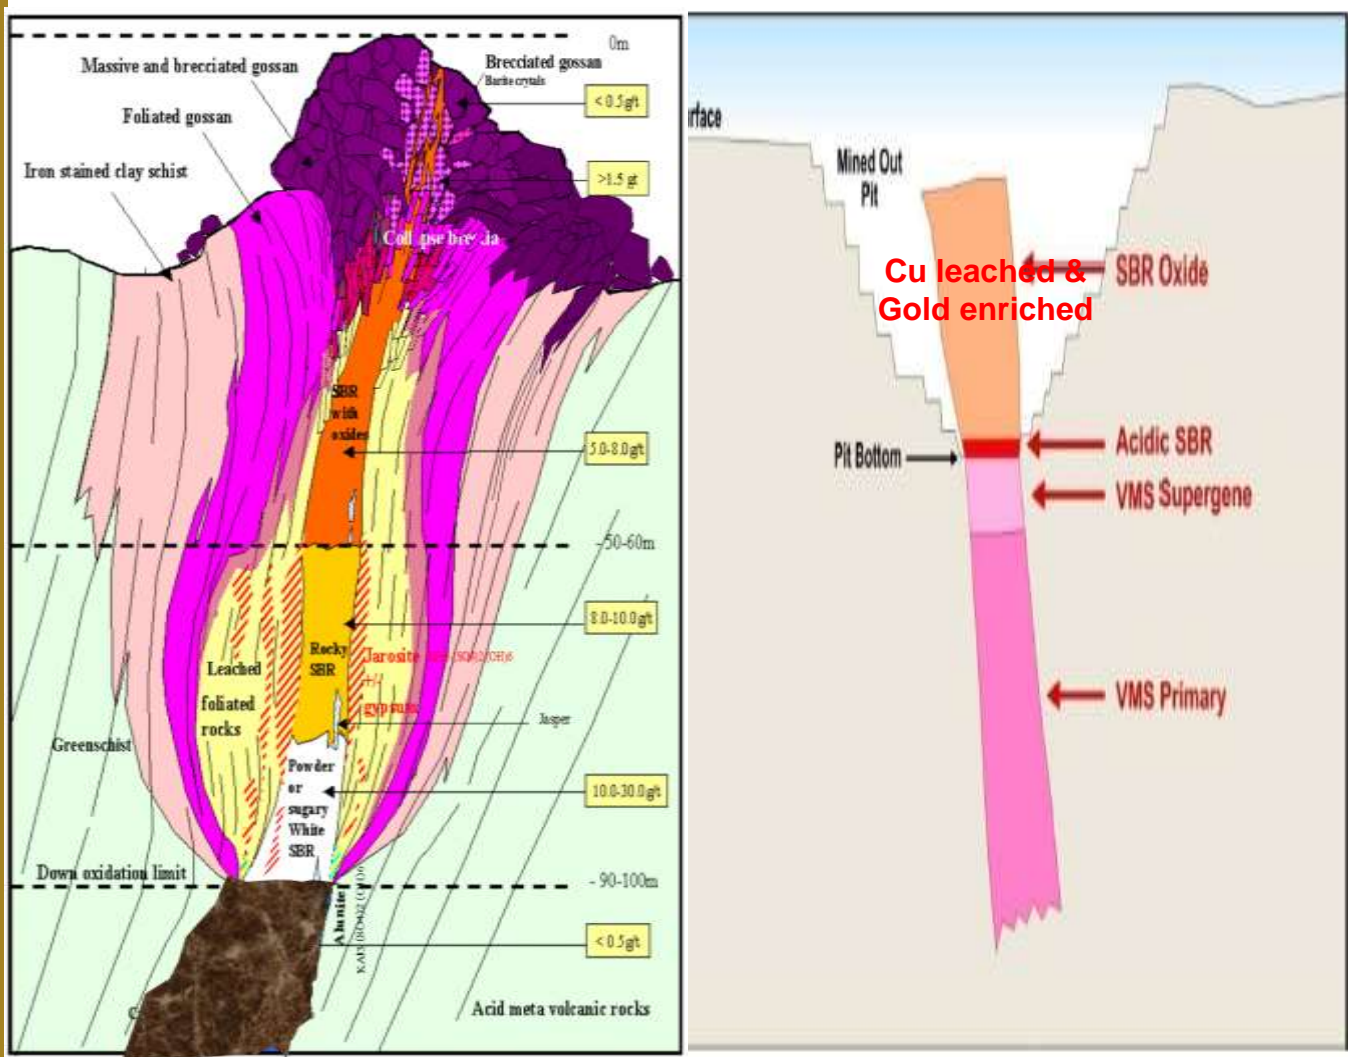 0m
Massive and brecciated gossan
Brecciated gossan
Barite crytals
< 0.5g/t
Foliated gossan
>1.5 gt
Iron stained clay schist
SBR
with
oxides
5.0-8.0g/t
- 50-60m
8.0-10.0g/t
Rocky
SBR
Jarosite
+/-
gypsum
Leached
foliated
rocks
Jasper
Greenschist
Powder
or
sugary
White
SBR
10.0-30.0g/t
Down oxidation limit
- 90-100m
Alunite
< 0.5g/t
Acid meta volcanic rocks
rface
Mined Out
Pit
Cu leached &
Gold enriched
SBR Oxide
Acidic SBR
Pit Bottom
VMS Supergene
VMS Primary